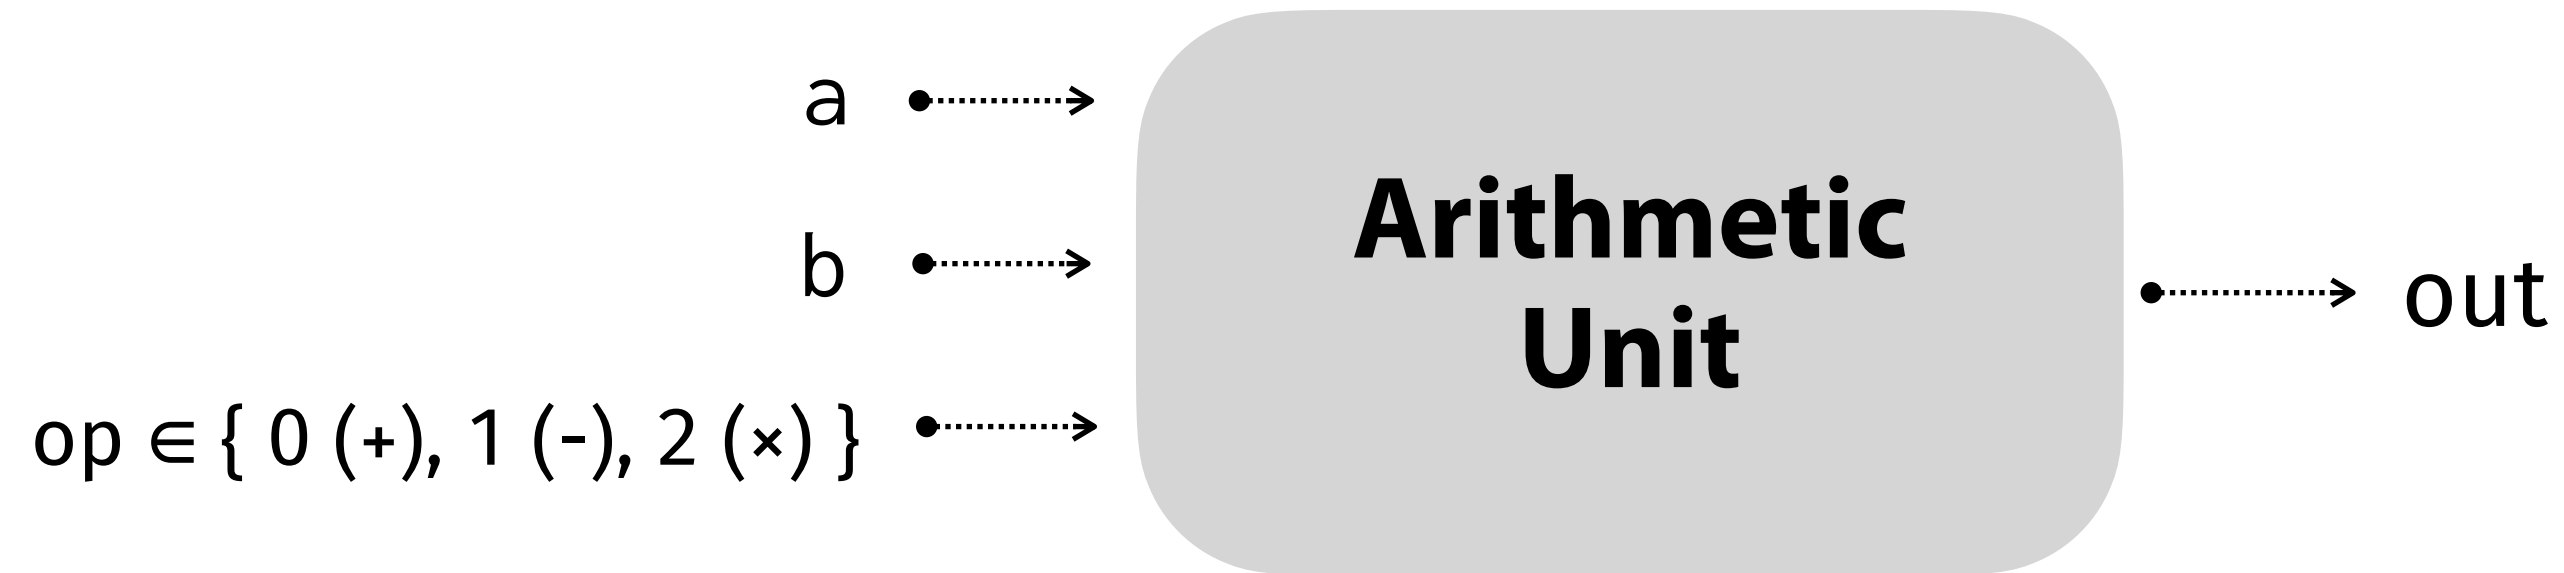 a
b
op ∈ { 0 (+), 1 (-), 2 (×) }
Arithmetic
Unit
out